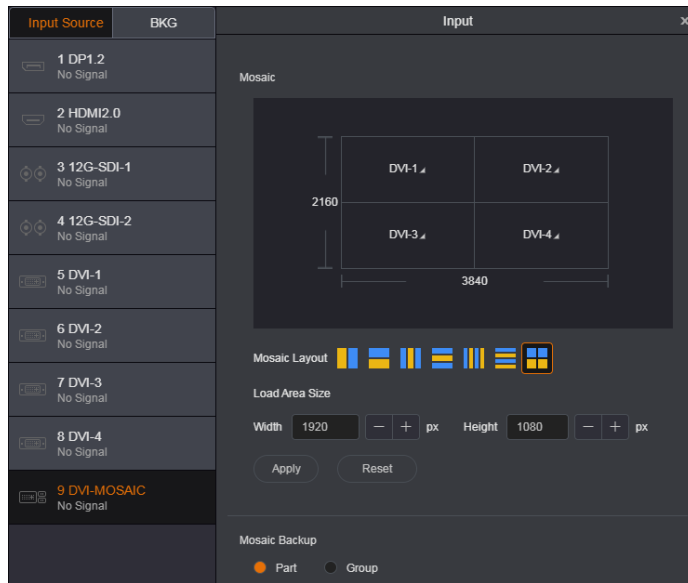 Input Source
BKG
1 DP1.2
No Signal
2 HDMI2.0
No Signal
3 12G-SDI-1
No Signal
4 12G-SDI-2
No Signal
5 DVI-1
No Signal
6 DVI-2
No Signal
7 DVI-3
No Signal
8 DVI-4
No Signal
9 DVI-MOSAIC
No Signal
Input
Mosaic
DVI-1
DVI-2
2160
DVI-3
DVI-4
3840
Mosaic Layout
Load Area Size
Width 1920 px Height 1080 px
Apply Reset
Mosaic Backup
Part Group